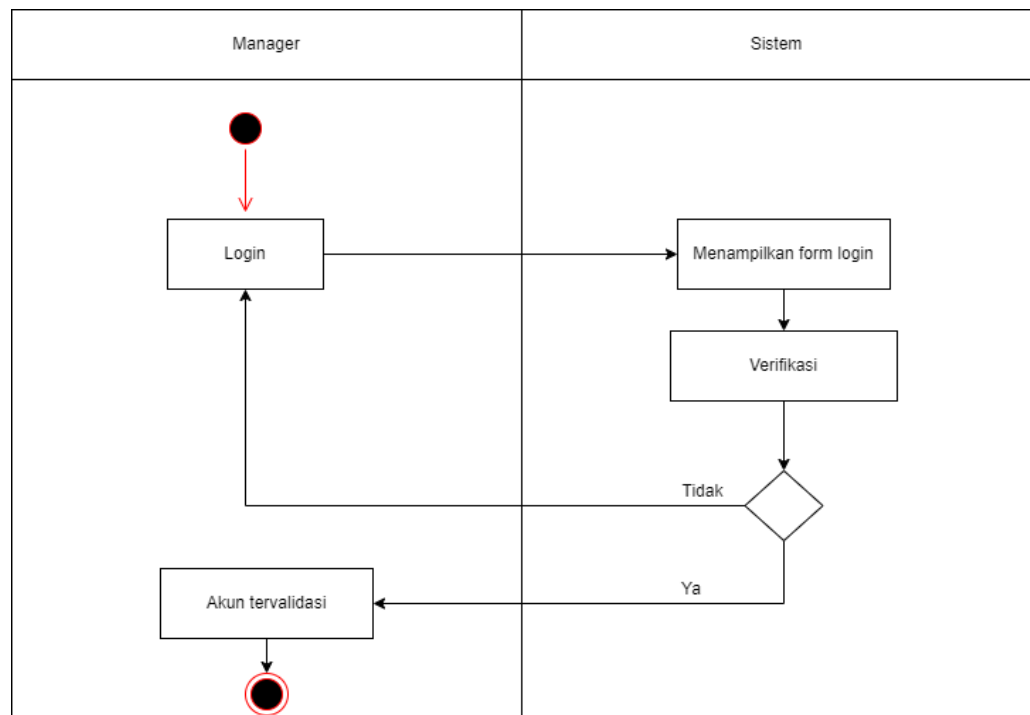 Manager
Sistem
Login
Menampilkan form login
Verifikasi
Tidak
Ya
Akun tervalidasi